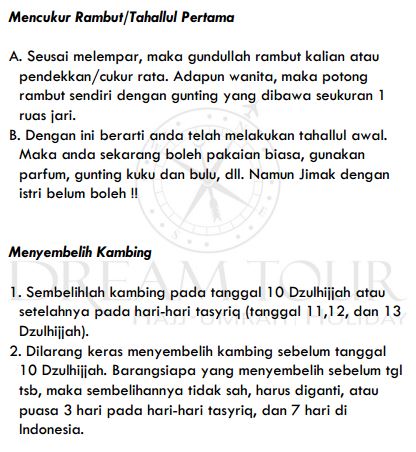 Mencukur Rambut/Tahallul Pertama
A. Seusai melempar, maka gundullah rambut kalian atau
pendekkan/cukur rata. Adapun wanita, maka potong
rambut sendiri dengan gunting yang dibawa seukuran 1
ruas jari.
B. Dengan ini berarti anda telah melakukan tahallul awal.
Maka anda sekarang boleh pakaian biasa, gunakan
parfum, gunting kuku dan bulu, dll. Namun Jimak dengan
istri belum boleh !!
Menyembelih Kambing
DREAM TOUR
1. Sembelihlah kambing pada tanggal 10 Dzulhijjah atau
setelahnya pada hari-hari tasyriq (tanggal 11,12, dan 13
HAJJ UMRAH HOLIDAY
Dzulhijjah).
2. Dilarang keras menyembelih kambing sebelum tanggal
10 Dzulhijjah. Barangsiapa yang menyembelih sebelum tgl
tsb, maka sembelihannya tidak sah, harus diganti, atau
puasa 3 hari pada hari-hari tasyriq, dan 7 hari di
Indonesia.